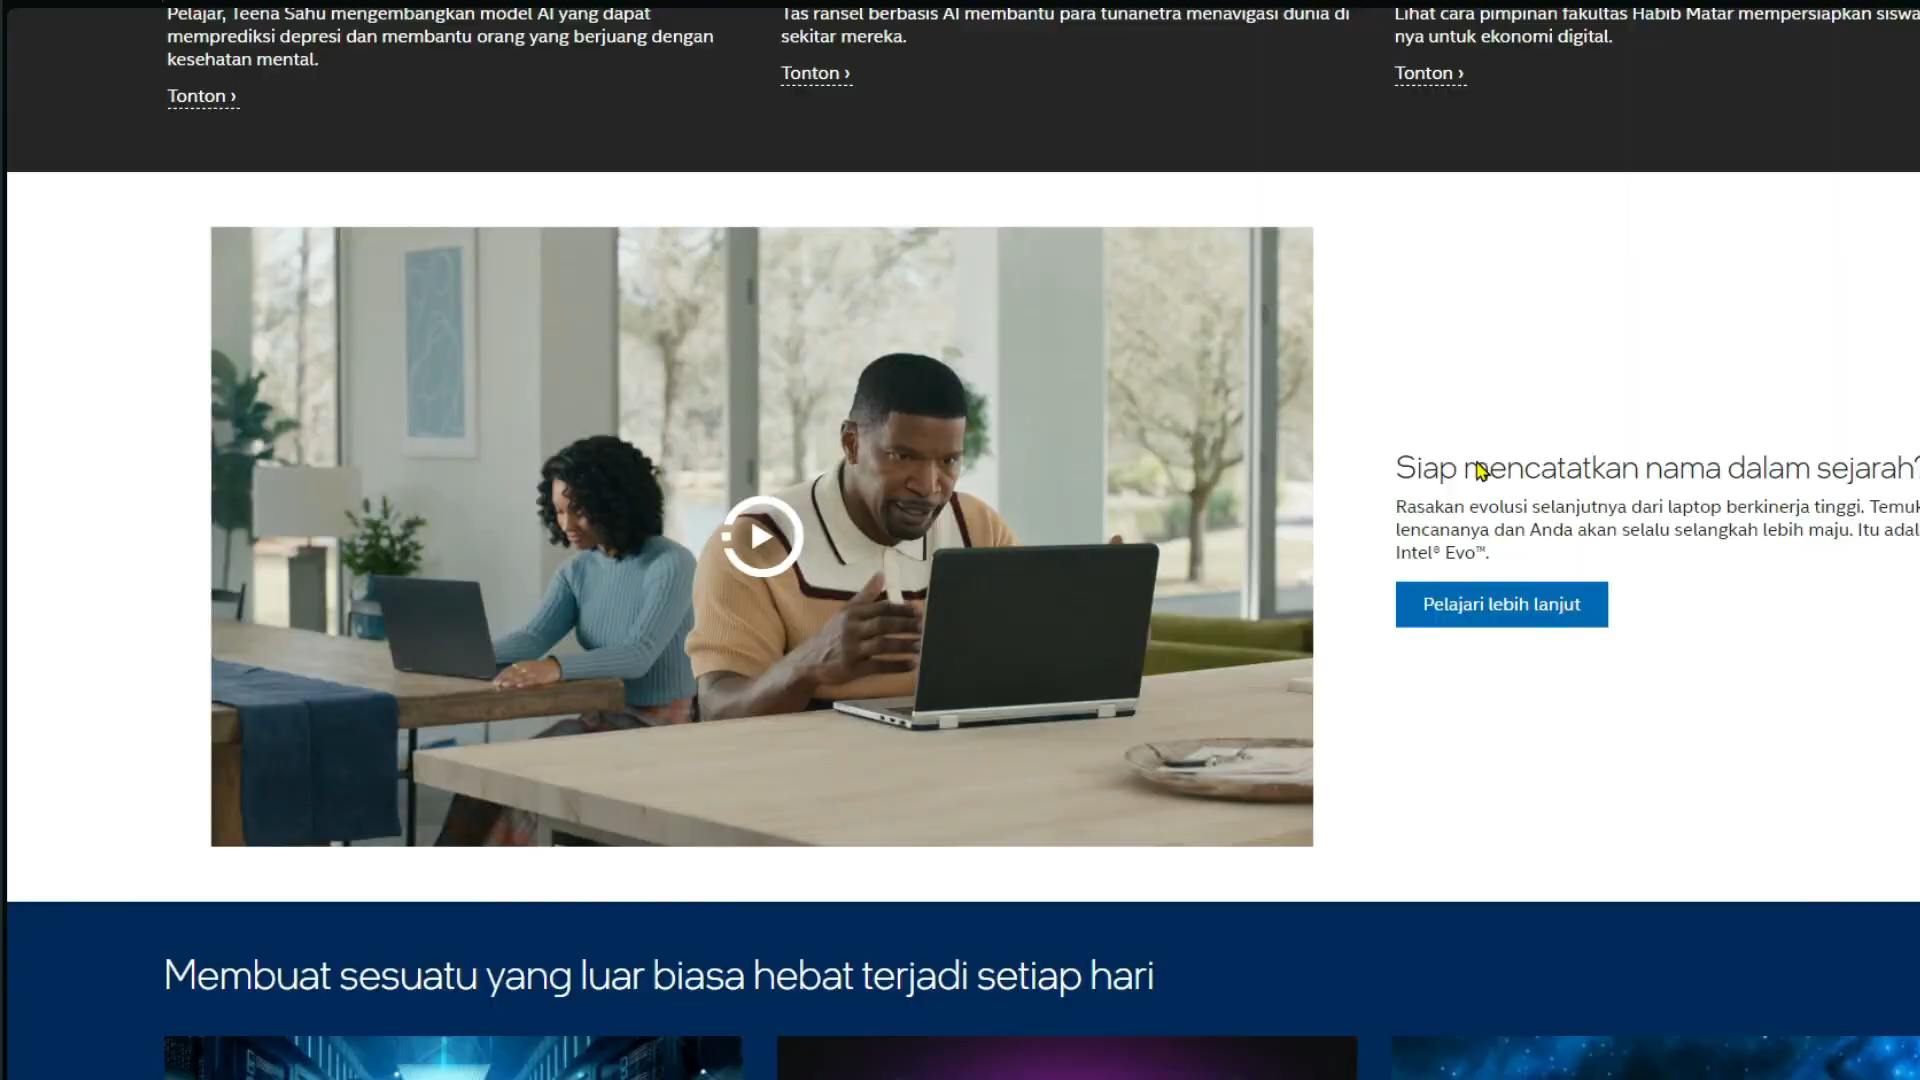 Pelajar, Teena Sahu mengembangkan model AI yang dapat
memprediksi depresi dan membantu orang yang berjuang dengan
kesehatan mental.
Tonton ›
Tas ransel berbasis AI membantu para tunanetra menavigasi dunia di
sekitar mereka.
Tonton ›
Lihat cara pimpinan fakultas Habib Matar mempersiapkan siswa
nya untuk ekonomi digital.
Tonton ›
Siap mencatatkan nama dalam sejarah?
Rasakan evolusi selanjutnya dari laptop berkinerja tinggi.
lencananya dan Anda akan selalu selangkah lebih maju. Itu
Intel® Evo™.
Pelajari lebih lanjut
Membuat sesuatu yang luar biasa hebat terjadi setiap hari